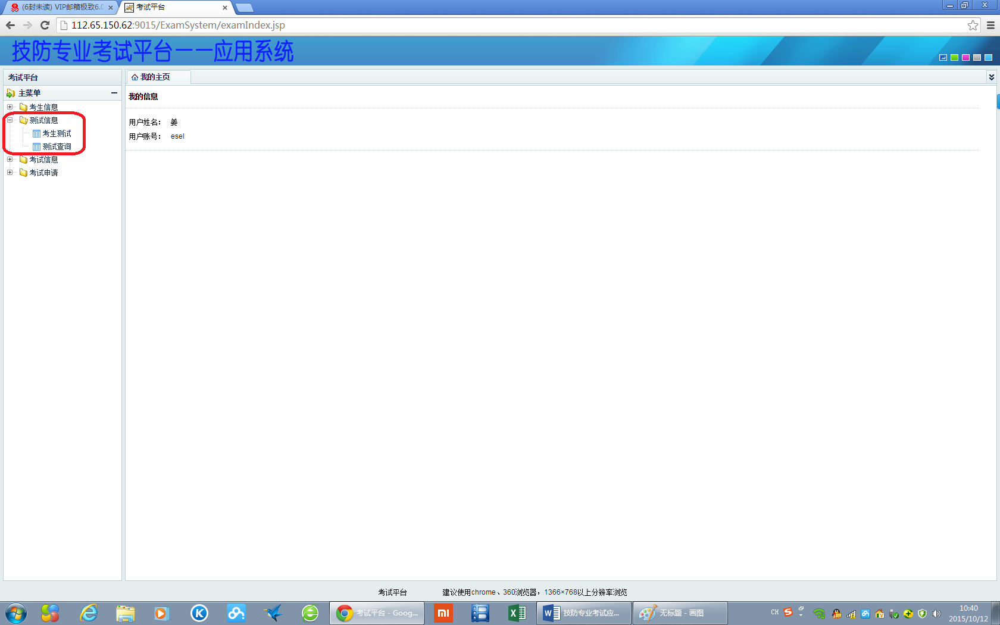 (6封未读) VIP邮箱极致6.0
考试平台
112.65.150.62:9015/ExamSystem/examIndex.jsp
技防专业考试平台一一应用系统
考试平台
主菜单
考生信息
测试信息
考生测试
测试查询
考试信息
考试申请
我的主页
我的信息
用户姓名： 姜
用户账号： esel
考试平台 建议使用chrome、360浏览器，1366×768以上分辨率浏览
考试平台 - Goog...
mi
技防专业考试应...
无标题 - 画图
CH
10:40
2015/10/12